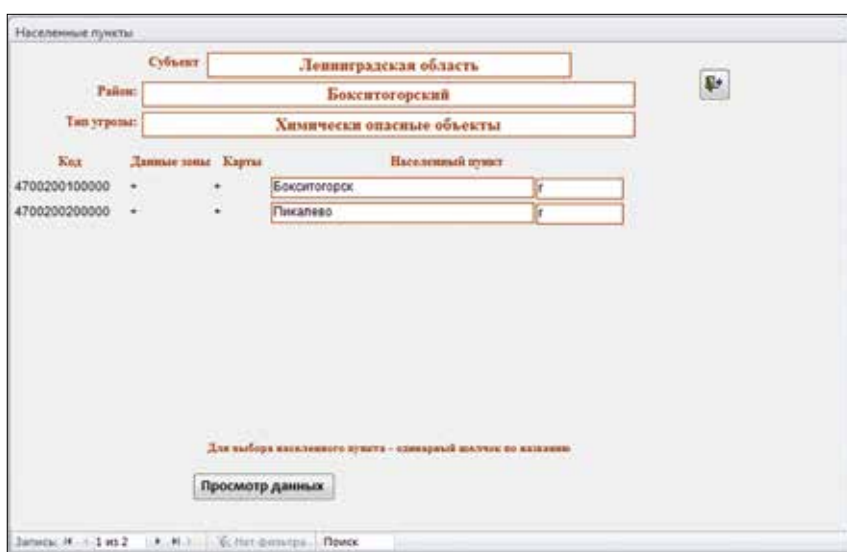 Населенные пункты
Субъект Ленинградская область
Район: Бокситогорский
Тип угрозы: Химически опасные объекты
Код Данные зоны Карты Населенный пункт
4700200100000 + + Бокситогорск г
4700200200000 + + Пикалево г
Для выбора населенного пункта - одинарный щелчок по названию
Просмотр данных
Запись: 1 из 2 Нет фильтра Поиск